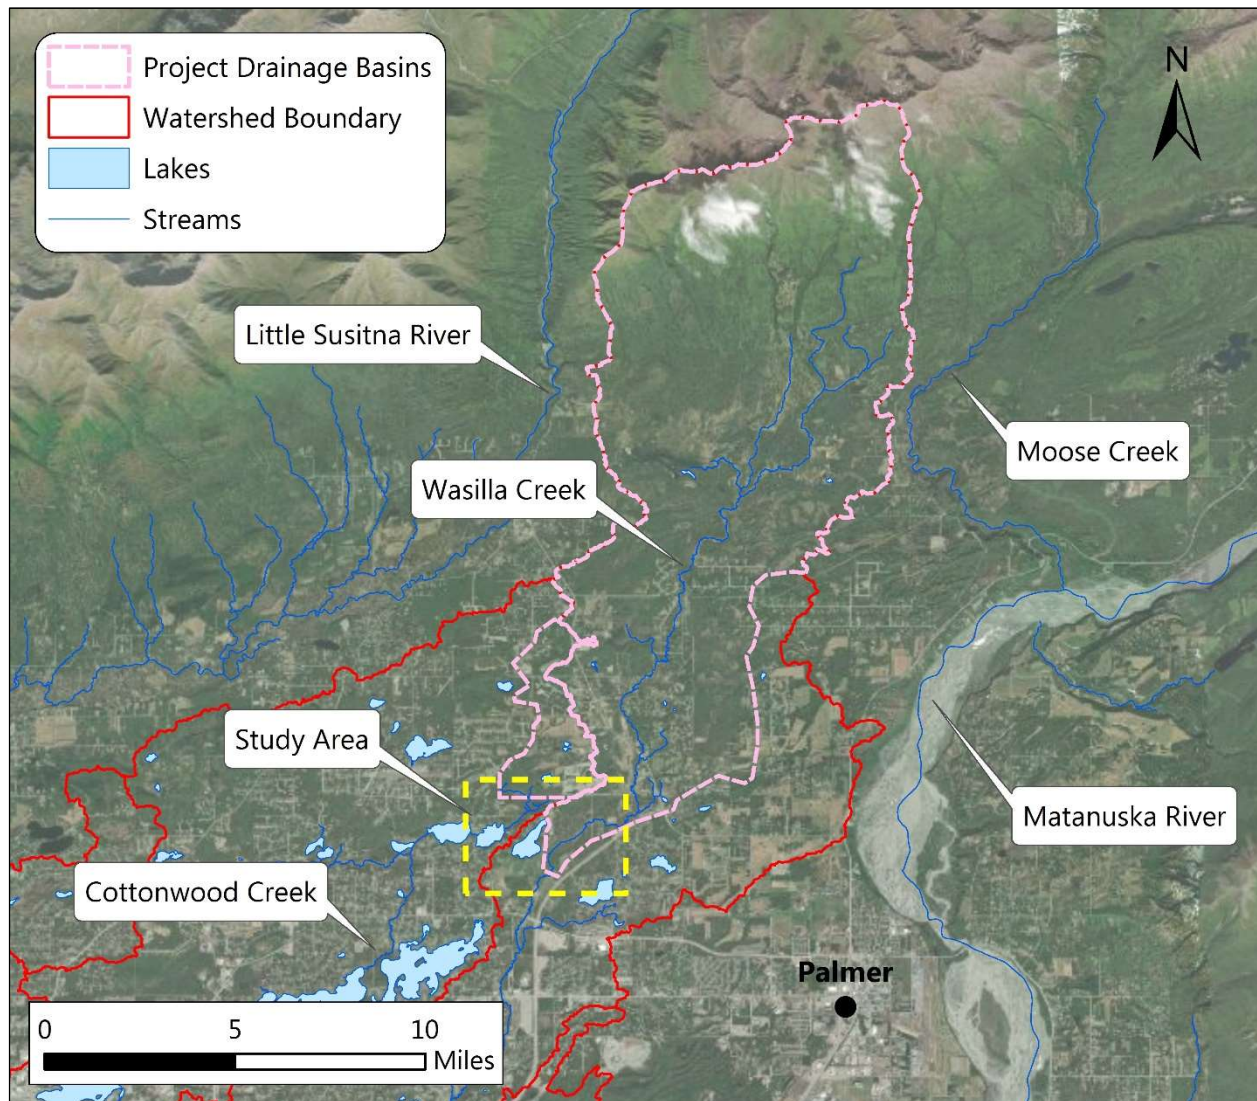 Project Drainage Basins
Watershed Boundary
Lakes
Streams
N
Little Susitna River
Moose Creek
Wasilla Creek
Study Area
Matanuska River
Cottonwood Creek
Palmer
0 5 10
Miles